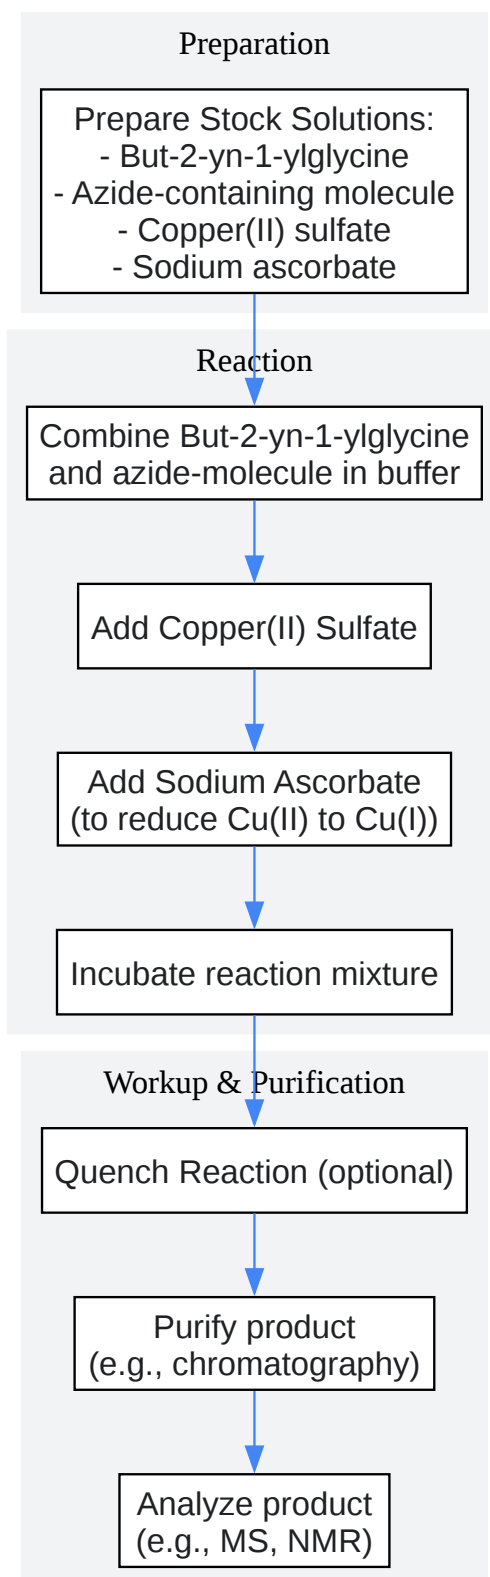 Preparation
Prepare Stock Solutions:
- But-2-yn-1-ylglycine
- Azide-containing molecule
- Copper(II) sulfate
- Sodium ascorbate
Reaction
Combine But-2-yn-1-ylglycine
and azide-molecule in buffer
Add Copper(II) Sulfate
Add Sodium Ascorbate
(to reduce Cu(II) to Cu(I))
Incubate reaction mixture
Workup & Purification
Quench Reaction (optional)
Purify product
(e.g., chromatography)
Analyze product
(e.g., MS, NMR)